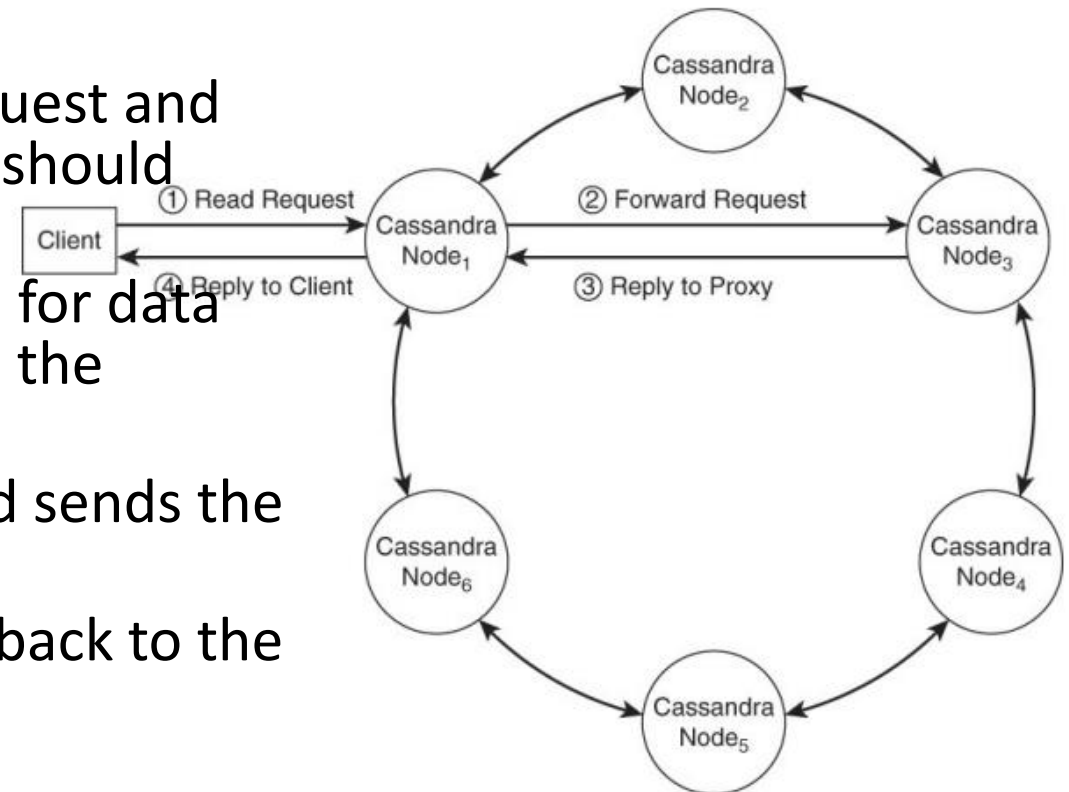 uest and
should
for data
the
d sends the
back to the
Client
① Read Request
④ Reply to Client
Cassandra
Node₁
② Forward Request
③ Reply to Proxy
Cassandra
Node₂
Cassandra
Node₃
Cassandra
Node₄
Cassandra
Node₅
Cassandra
Node₆